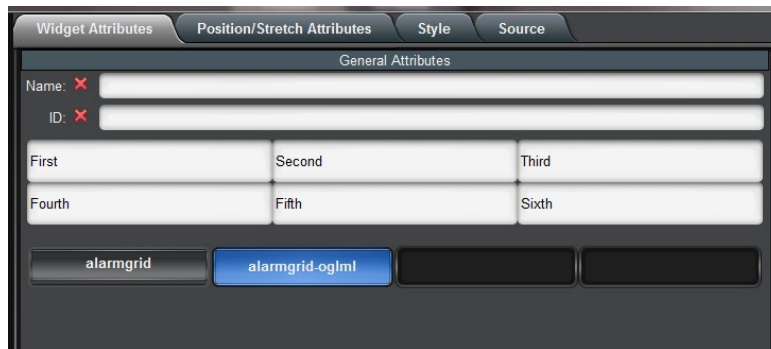 Widget Attributes Position/Stretch Attributes Style Source
General Attributes
Name:
ID:
First Second Third
Fourth Fifth Sixth
alarmgrid alarmgrid-oglml